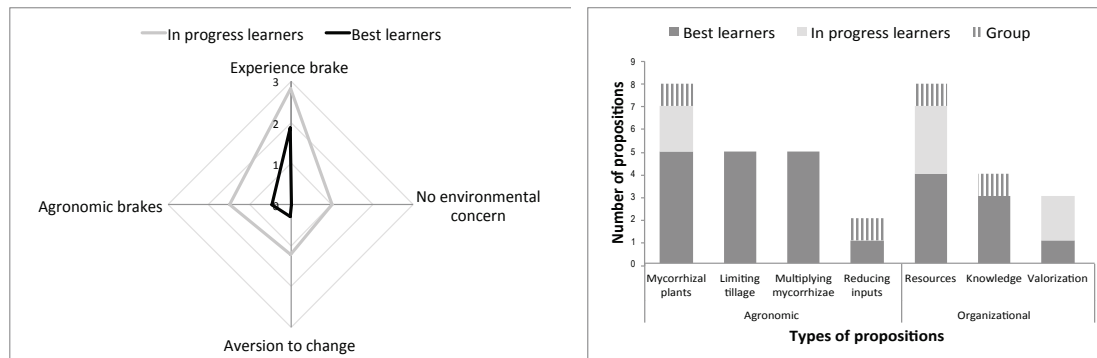 In progress learners
Best learners
Experience brake
3
2
1
0
Agronomic brakes
No environmental
concern
Aversion to change
Best learners
In progress learners
Group
Number of propositions
9
8
7
6
5
4
3
2
1
0
Mycorrhizal
plants
Limiting
tillage
Multiplying
mycorrhizae
Reducing
inputs
Resources
Knowledge
Valorization
Agronomic
Organizational
Types of propositions